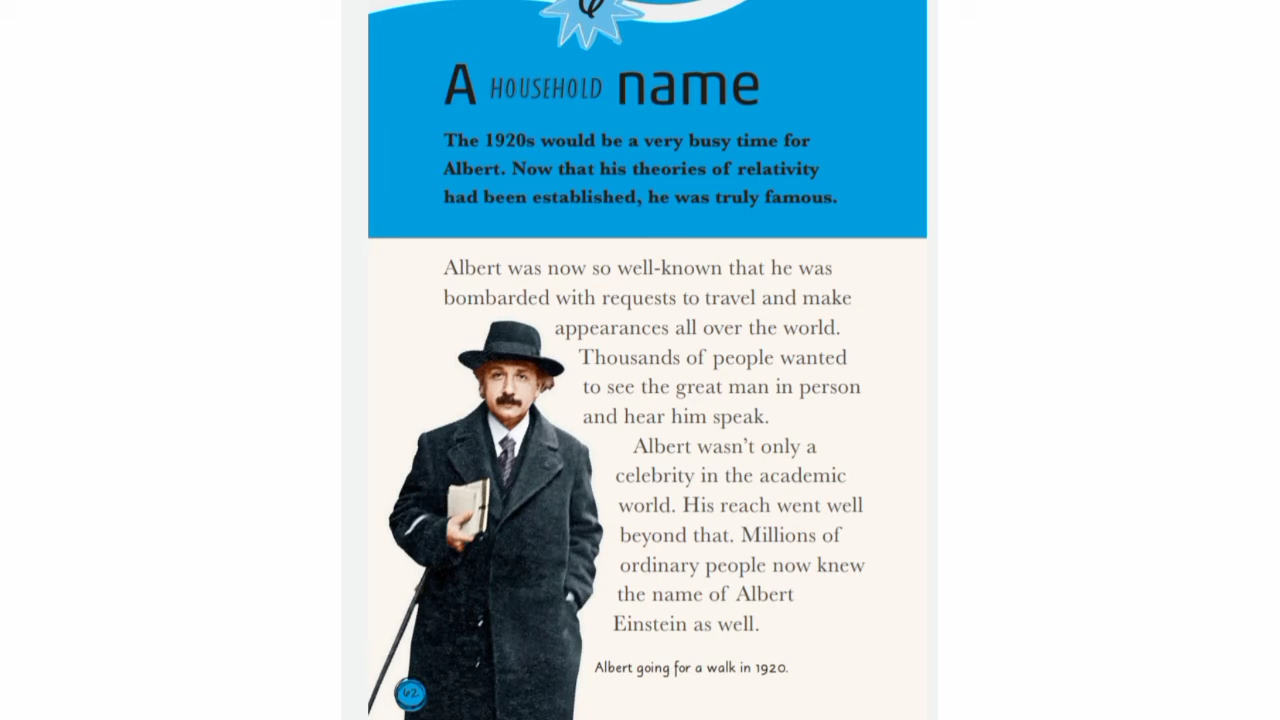 A HOUSEHOLD name
The 1920s would be a very busy time for
Albert. Now that his theories of relativity
had been established, he was truly famous.
Albert was now so well-known that he was
bombarded with requests to travel and make
appearances all over the world.
Thousands of people wanted
to see the great man in person
and hear him speak.
Albert wasn't only a
celebrity in the academic
world. His reach went well
beyond that. Millions of
ordinary people now knew
the name of Albert
Einstein as well.
Albert going for a walk in 1920.
62